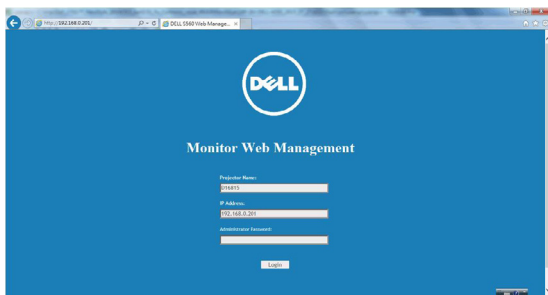 http://192.168.0.201/
DELL S560 Web Manage...
DELL
Monitor Web Management
Projector Name:
IP Address:
192.168.0.201
Administrator Password:
Login